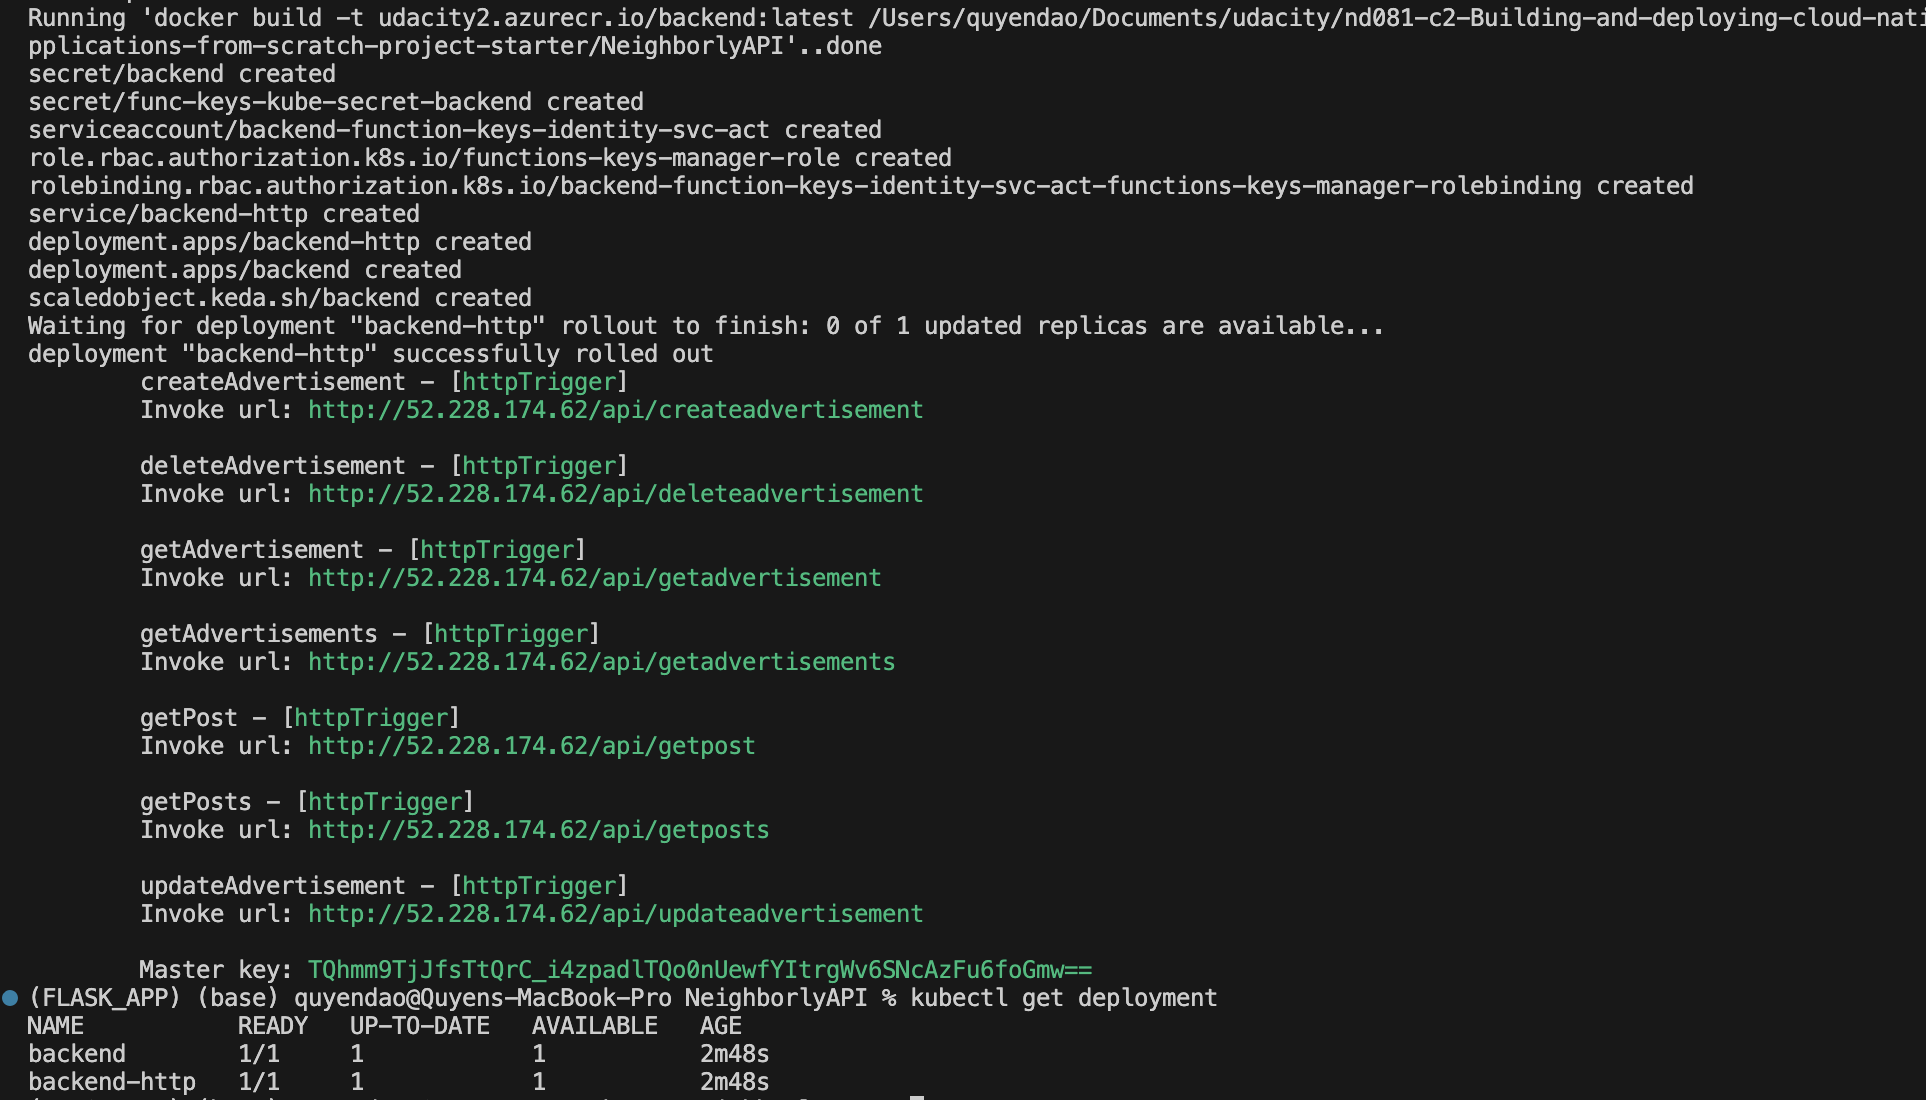 Running 'docker build -t udacity2.azurecr.io/backend:latest /Users/quyendao/Documents/udacity/nd081-c2-Building-and-deploying-cloud-nati
pplications-from-scratch-project-starter/NeighborlyAPI'..done
secret/backend created
secret/func-keys-kube-secret-backend created
serviceaccount/backend-function-keys-identity-svc-act created
role.rbac.authorization.k8s.io/functions-keys-manager-role created
rolebinding.rbac.authorization.k8s.io/backend-function-keys-identity-svc-act-functions-keys-manager-rolebinding created
service/backend-http created
deployment.apps/backend-http created
deployment.apps/backend created
scaledobject.keda.sh/backend created
Waiting for deployment "backend-http" rollout to finish: 0 of 1 updated replicas are available...
deployment "backend-http" successfully rolled out
createAdvertisement - [httpTrigger]
Invoke url: http://52.228.174.62/api/createadvertisement
deleteAdvertisement - [httpTrigger]
Invoke url: http://52.228.174.62/api/deleteadvertisement
getAdvertisement - [httpTrigger]
Invoke url: http://52.228.174.62/api/getadvertisement
getAdvertisements - [httpTrigger]
Invoke url: http://52.228.174.62/api/getadvertisements
getPost - [httpTrigger]
Invoke url: http://52.228.174.62/api/getpost
getPosts - [httpTrigger]
Invoke url: http://52.228.174.62/api/getposts
updateAdvertisement - [httpTrigger]
Invoke url: http://52.228.174.62/api/updateadvertisement
Master key: TQhmm9TjJfsTtQrC_i4zpadlTQo0nUewfYItrgWv6SNcAzFu6foGmw==
(FLASK_APP) (base) quyendao@Quyens-MacBook-Pro NeighborlyAPI % kubectl get deployment
NAME READY UP-TO-DATE AVAILABLE AGE
backend 1/1 1 1 2m48s
backend-http 1/1 1 1 2m48s